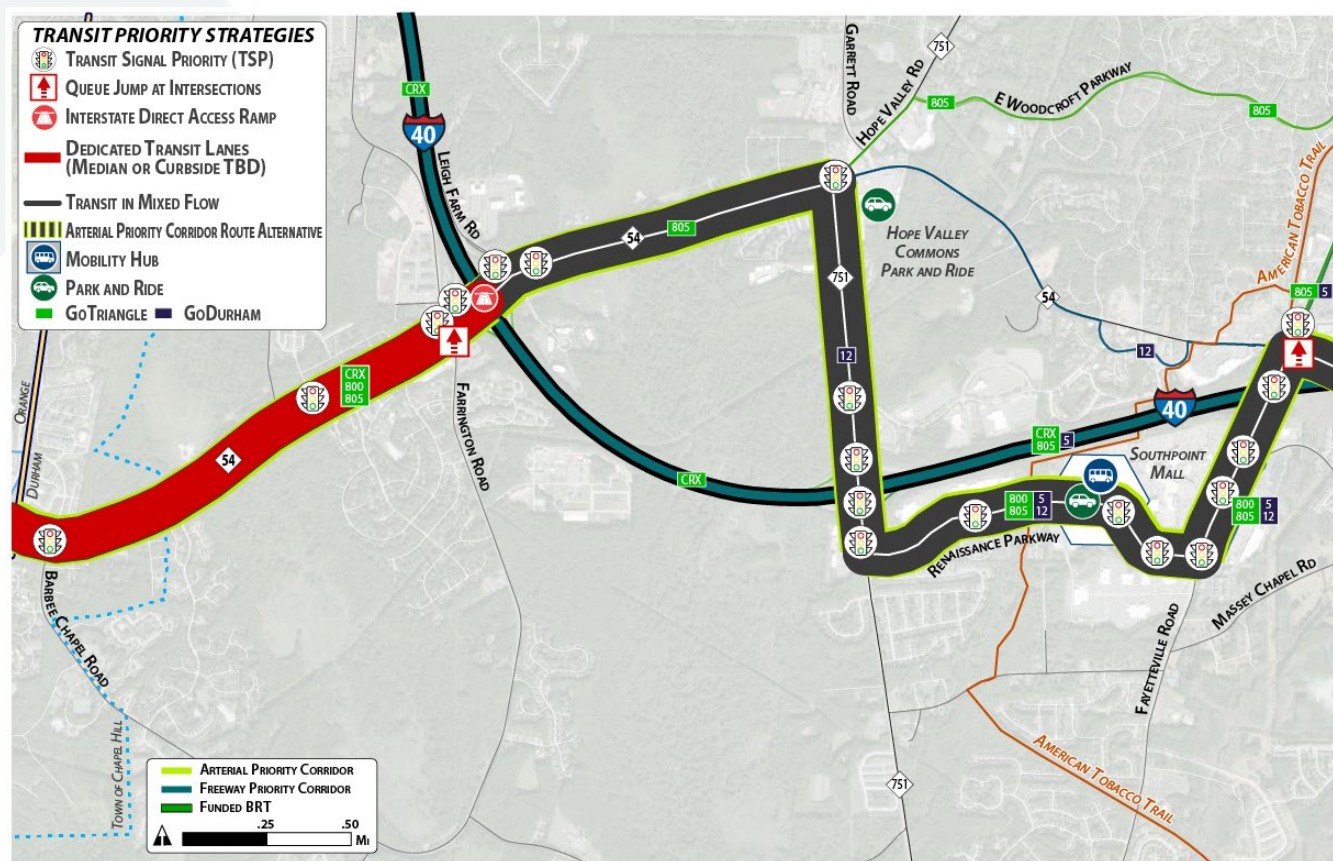 TRANSIT PRIORITY STRATEGIES
TRANSIT SIGNAL PRIORITY (TSP)
QUEUE JUMP AT INTERSECTIONS
INTERSTATE DIRECT ACCESS RAMP
DEDICATED TRANSIT LANES
(MEDIAN OR CURBSIDE TBD)
TRANSIT IN MIXED FLOW
ARTERIAL PRIORITY CORRIDOR ROUTE ALTERNATIVE
MOBILITY HUB
PARK AND RIDE
GOTRIANGLE GODURHAM
CRX
40
LEIGH FARM RD
GARRETT ROAD
751
HOPE VALLEY RD
805
E WOODCROFT PARKWAY
805
AMERICAN TOBACCO TRAIL
54
805
HOPE VALLEY
COMMONS
PARK AND RIDE
751
54
805 5
12
12
ORANGE
DURHAM
CRX
800
805
54
FARRINGTON ROAD
40
CRX
805
5
CRX
SOUTHPOINT
MALL
800
805
5
12
800
805
5
12
RENAISSANCE PARKWAY
BARBEE CHAPEL ROAD
TOWN OF CHAPEL HILL
MASSEY CHAPEL RD
FAYETTEVILLE ROAD
AMERICAN TOBACCO TRAIL
751
ARTERIAL PRIORITY CORRIDOR
FREEWAY PRIORITY CORRIDOR
FUNDED BRT
.25 .50
MI